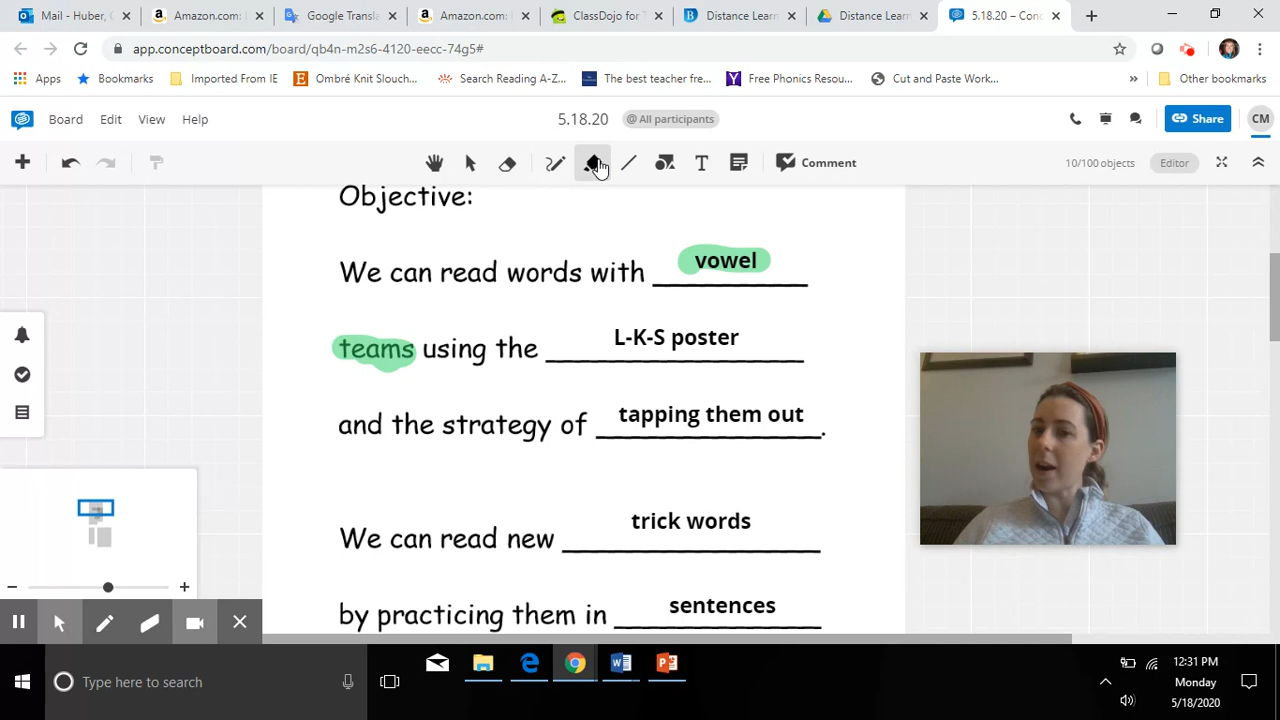 Mail - Huber,
Amazon.com:
Google Transla
Amazon.com:
ClassDojo for T
Distance Learn
Distance Learn
5.18.20 – Conc
app.conceptboard.com/board/qb4n-m2s6-4120-eecc-74g5#
Apps
Bookmarks
Imported From IE
Ombré Knit Slouch...
Search Reading A-Z...
The best teacher fre...
Free Phonics Resou...
Cut and Paste Work...
»
Other bookmarks
Board
Edit
View
Help
5.18.20
@ All participants
Share
CM
Comment
10/100 objects
Editor
Objective:
We can read words with vowel
teams using the L-K-S poster
and the strategy of tapping them out.
We can read new trick words
by practicing them in sentences
Type here to search
12:31 PM
Monday
5/18/2020